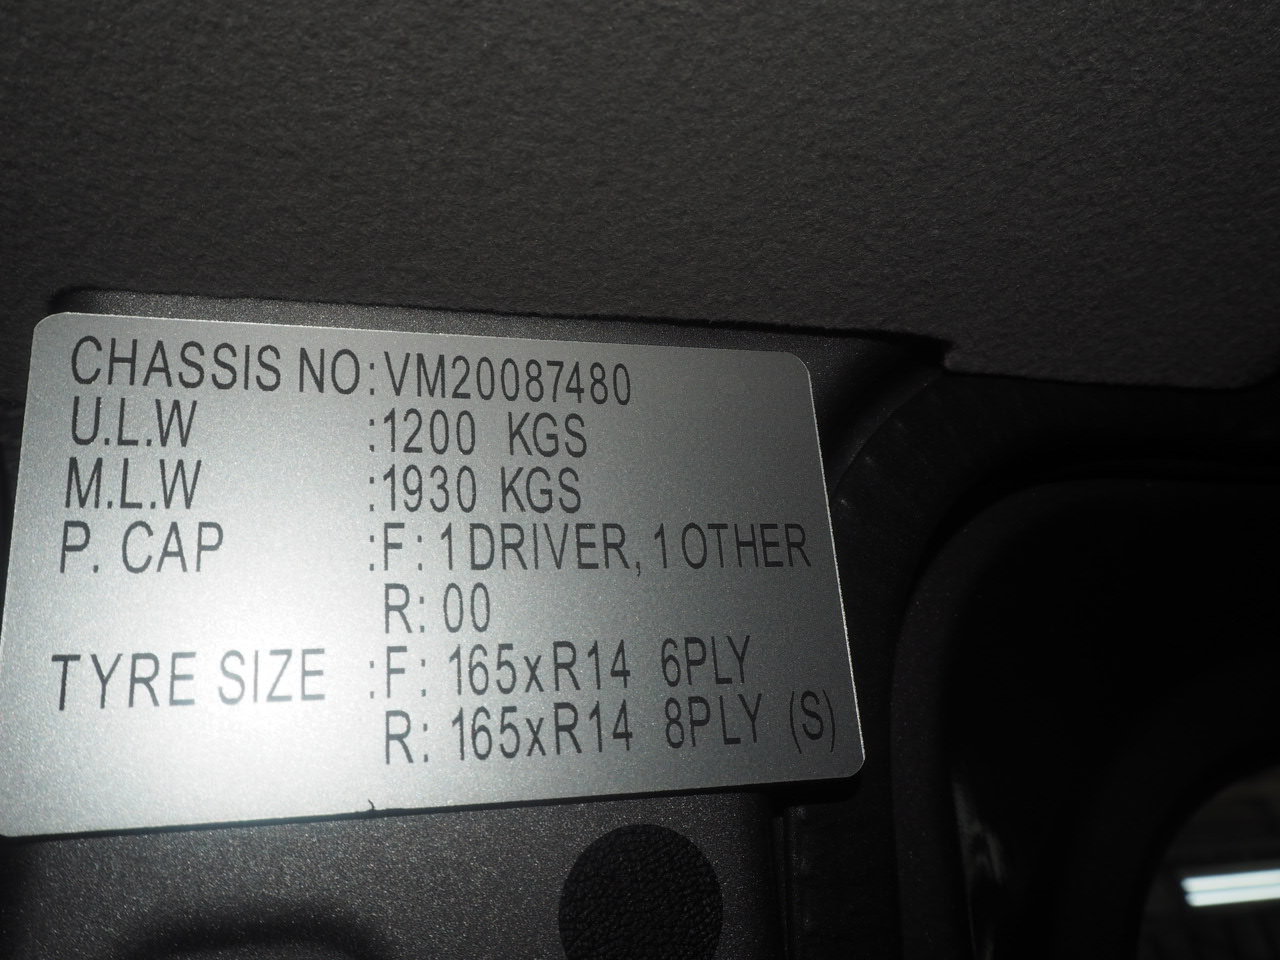 CHASSIS NO:VM20087480
U.L.W :1200 KGS
M.L.W :1930 KGS
P. CAP :F: 1 DRIVER, 1 OTHER
R: 00
TYRE SIZE :F: 165xR14 6PLY
R: 165xR14 8PLY (S)